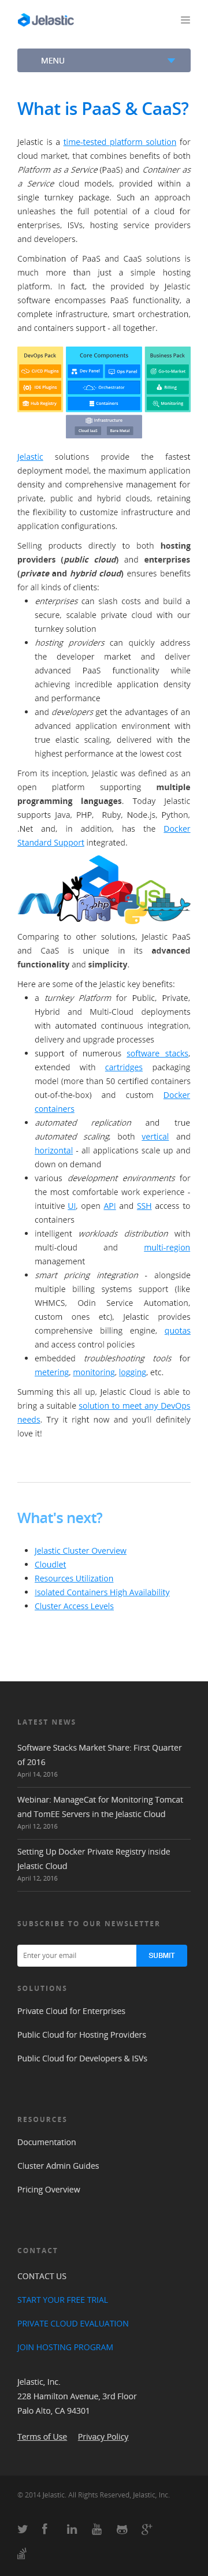 Jelastic
MENU
What is PaaS & CaaS?
Jelastic is a time-tested platform solution for
cloud market, that combines benefits of both
Platform as a Service (PaaS) and Container as
a Service cloud models, provided within a
single turnkey package. Such an approach
unleashes the full potential of a cloud for
enterprises, ISVs, hosting service providers
and developers.
Combination of PaaS and CaaS solutions is
much more than just a simple hosting
platform. In fact, the provided by Jelastic
software encompasses PaaS functionality, a
complete infrastructure, smart orchestration,
and containers support - all together.
DevOps Pack
Core Components
Business Pack
CI/CD Plugins
Dev Panel
Ops Panel
Go-to-Market
IDE Plugins
Orchestrator
Billing
Hub Registry
Containers
Monitoring
Infrastructure
Cloud IaaS
Bare Metal
Jelastic solutions provide the fastest
deployment model, the maximum application
density and comprehensive management for
private, public and hybrid clouds, retaining
the flexibility to customize infrastructure and
application configurations.
Selling products directly to both hosting
providers (public cloud) and enterprises
(private and hybrid cloud) ensures benefits
for all kinds of clients:
• enterprises can slash costs and build a
secure, scalable private cloud with our
turnkey solution
• hosting providers can quickly address
the developer market and deliver
advanced PaaS functionality while
achieving incredible application density
and performance
• and developers get the advantages of an
advanced application environment with
true elastic scaling, delivered with the
highest performance at the lowest cost
From its inception, Jelastic was defined as an
open platform supporting multiple
programming languages. Today Jelastic
supports Java, PHP, Ruby, Node.js, Python,
.Net and, in addition, has the Docker
Standard Support integrated.
php
JS
Comparing to other solutions, Jelastic PaaS
and CaaS is unique in its advanced
functionality and simplicity.
Here are some of the Jelastic key benefits:
• a turnkey Platform for Public, Private,
Hybrid and Multi-Cloud deployments
with automated continuous integration,
delivery and upgrade processes
• support of numerous software stacks,
extended with cartridges packaging
model (more than 50 certified containers
out-of-the-box) and custom Docker
containers
• automated replication and true
automated scaling, both vertical and
horizontal - all applications scale up and
down on demand
• various development environments for
the most comfortable work experience -
intuitive UI, open API and SSH access to
containers
• intelligent workloads distribution with
multi-cloud and multi-region
management
• smart pricing integration - alongside
multiple billing systems support (like
WHMCS, Odin Service Automation,
custom ones etc), Jelastic provides
comprehensive billing engine, quotas
and access control policies
• embedded troubleshooting tools for
metering, monitoring, logging, etc.
Summing this all up, Jelastic Cloud is able to
bring a suitable solution to meet any DevOps
needs. Try it right now and you'll definitely
love it!
What's next?
• Jelastic Cluster Overview
• Cloudlet
• Resources Utilization
• Isolated Containers High Availability
• Cluster Access Levels
LATEST NEWS
Software Stacks Market Share: First Quarter
of 2016
April 14, 2016
Webinar: ManageCat for Monitoring Tomcat
and TomEE Servers in the Jelastic Cloud
April 12, 2016
Setting Up Docker Private Registry inside
Jelastic Cloud
April 12, 2016
SUBSCRIBE TO OUR NEWSLETTER
Enter your email
SUBMIT
SOLUTIONS
Private Cloud for Enterprises
Public Cloud for Hosting Providers
Public Cloud for Developers & ISVs
RESOURCES
Documentation
Cluster Admin Guides
Pricing Overview
CONTACT
CONTACT US
START YOUR FREE TRIAL
PRIVATE CLOUD EVALUATION
JOIN HOSTING PROGRAM
Jelastic, Inc.
228 Hamilton Avenue, 3rd Floor
Palo Alto, CA 94301
Terms of Use Privacy Policy
© 2014 Jelastic. All Rights Reserved, Jelastic, Inc.